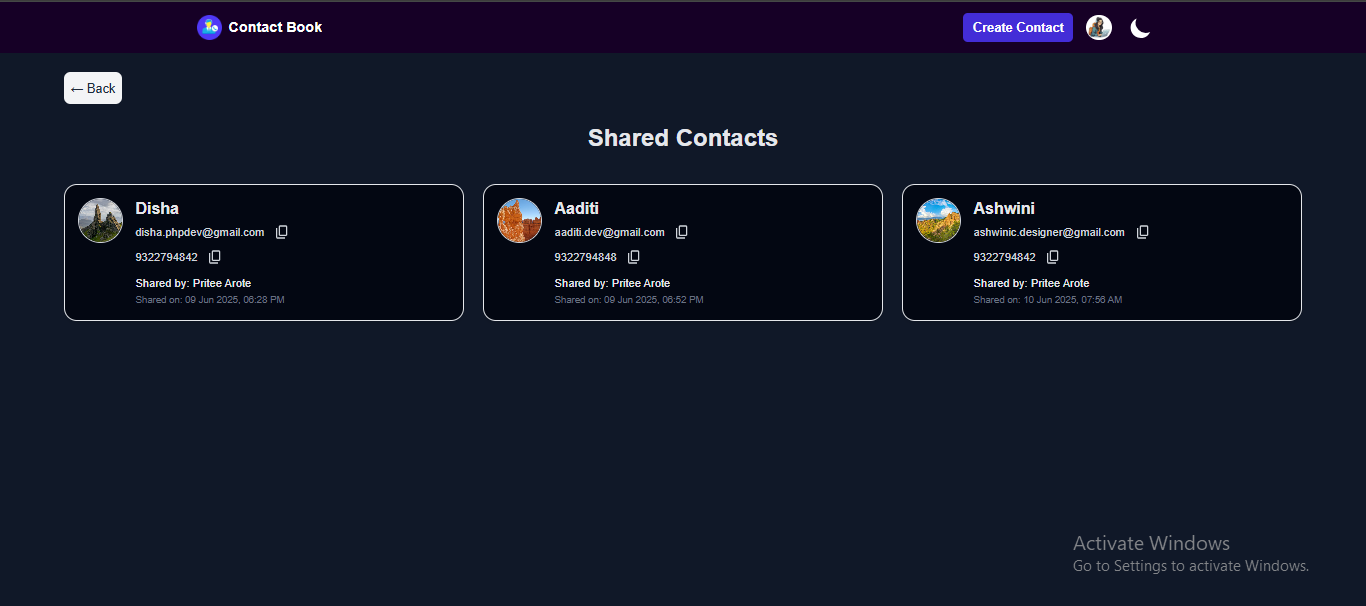 Contact Book
Create Contact
← Back
Shared Contacts
Disha
disha.phpdev@gmail.com
9322794842
Shared by: Pritee Arote
Shared on: 09 Jun 2025, 06:28 PM
Aaditi
aaditi.dev@gmail.com
9322794848
Shared by: Pritee Arote
Shared on: 09 Jun 2025, 06:52 PM
Ashwini
ashwinic.designer@gmail.com
9322794842
Shared by: Pritee Arote
Shared on: 10 Jun 2025, 07:56 AM
Activate Windows
Go to Settings to activate Windows.